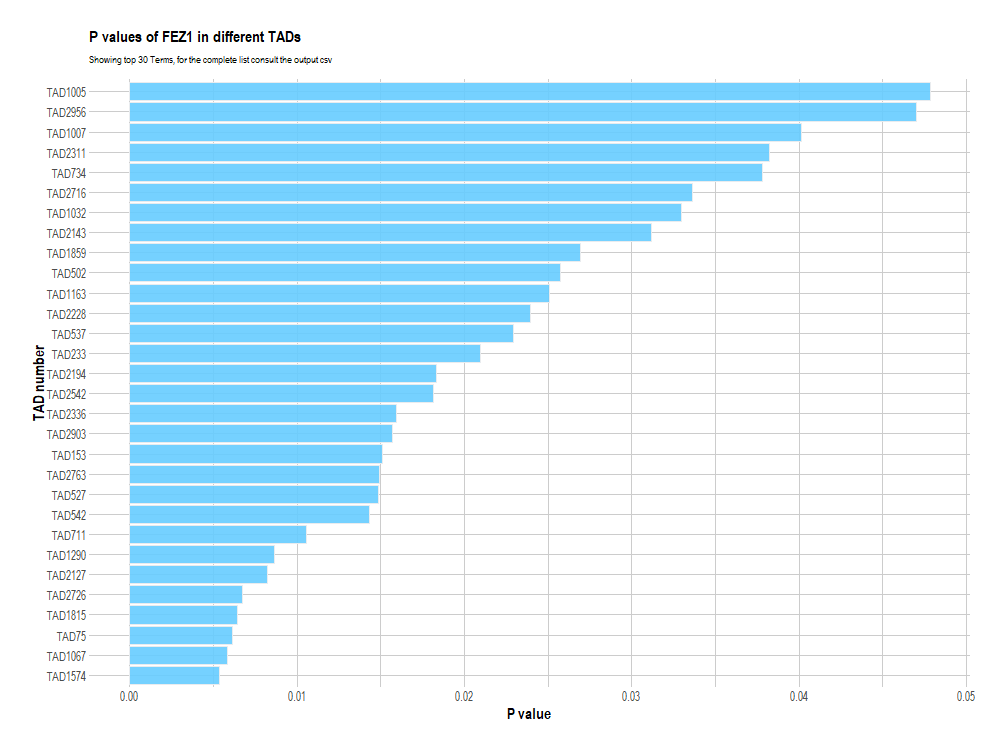 P values of FEZ1 in different TADs
Showing top 30 Terms, for the complete list consult the output csv
TAD1005
TAD2956
TAD1007
TAD2311
TAD734
TAD2716
TAD1032
TAD2143
TAD1859
TAD502
TAD1163
TAD2228
TAD537
TAD233
TAD2194
TAD2542
TAD2336
TAD2903
TAD153
TAD2763
TAD527
TAD542
TAD711
TAD1290
TAD2127
TAD2726
TAD1815
TAD75
TAD1067
TAD1574
TAD number
0.00 0.01 0.02 0.03 0.04 0.05
P value